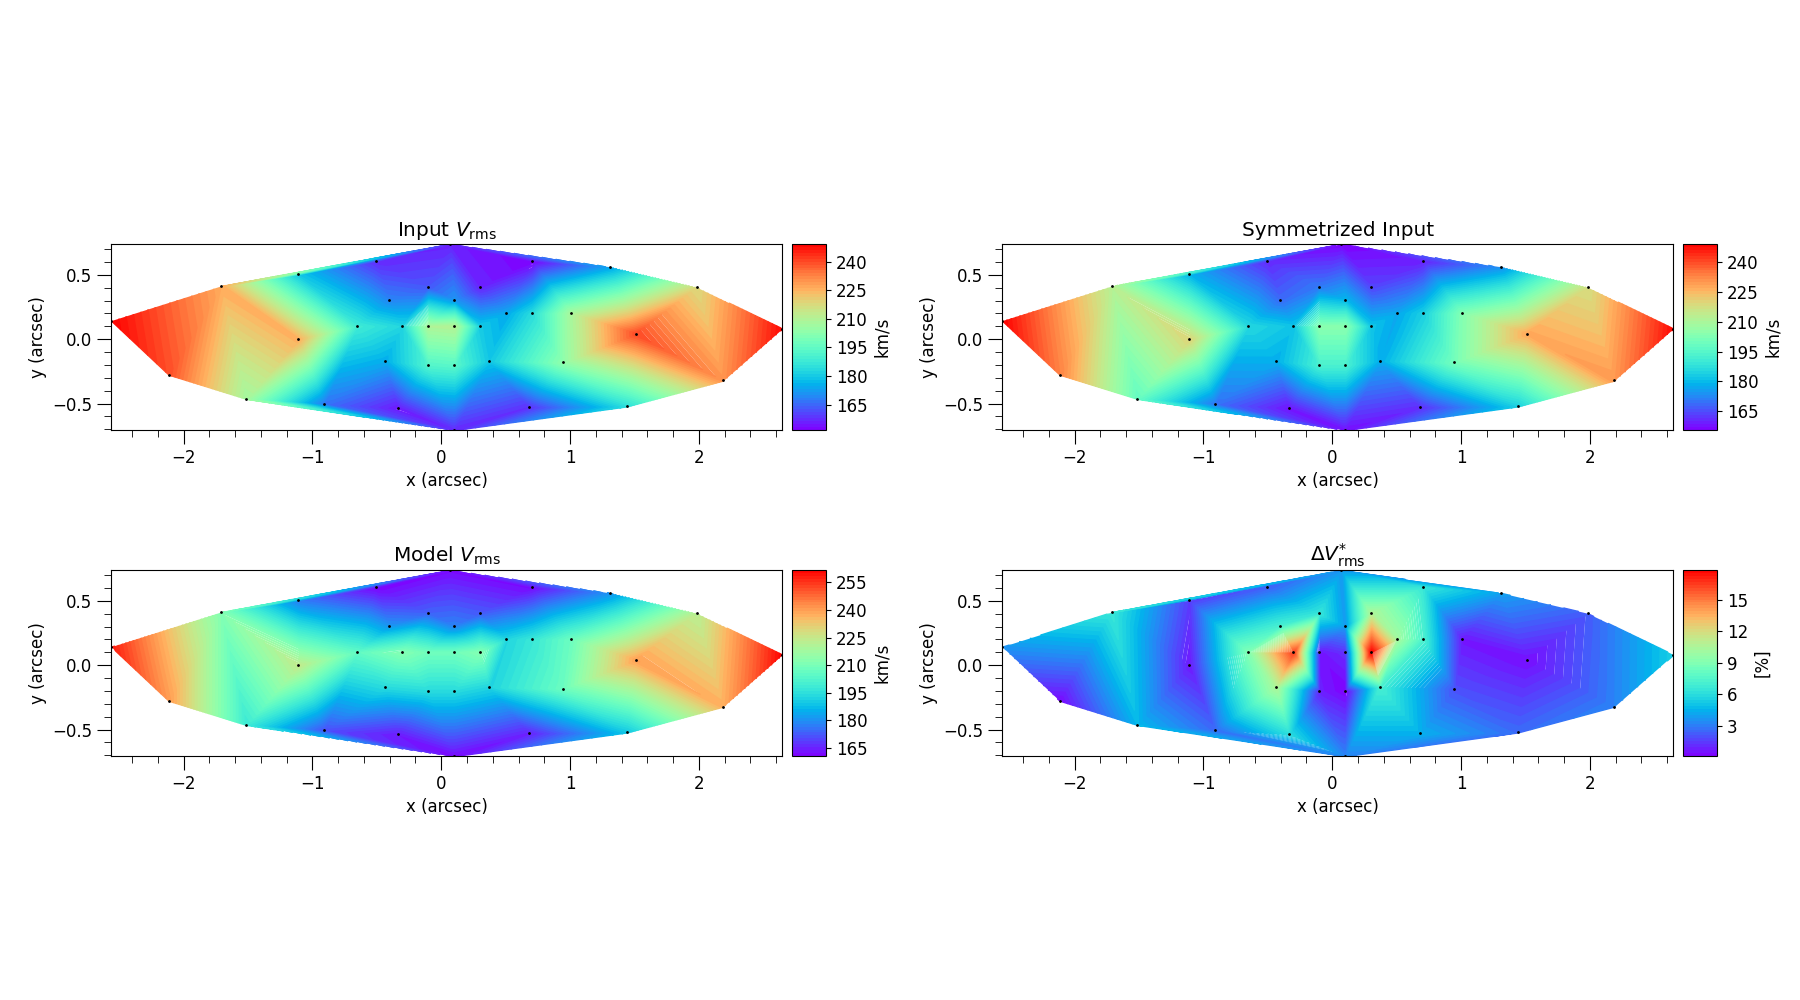 Input V_rms
Symmetrized Input
0.5
0.0
−0.5
y (arcsec)
−2 −1 0 1 2
x (arcsec)
240
225
210
195
180
165
km/s
0.5
0.0
−0.5
y (arcsec)
−2 −1 0 1 2
x (arcsec)
240
225
210
195
180
165
km/s
Model V_rms
ΔV*_rms
0.5
0.0
−0.5
y (arcsec)
−2 −1 0 1 2
x (arcsec)
255
240
225
210
195
180
165
km/s
0.5
0.0
−0.5
y (arcsec)
−2 −1 0 1 2
x (arcsec)
15
12
9
6
3
[%]